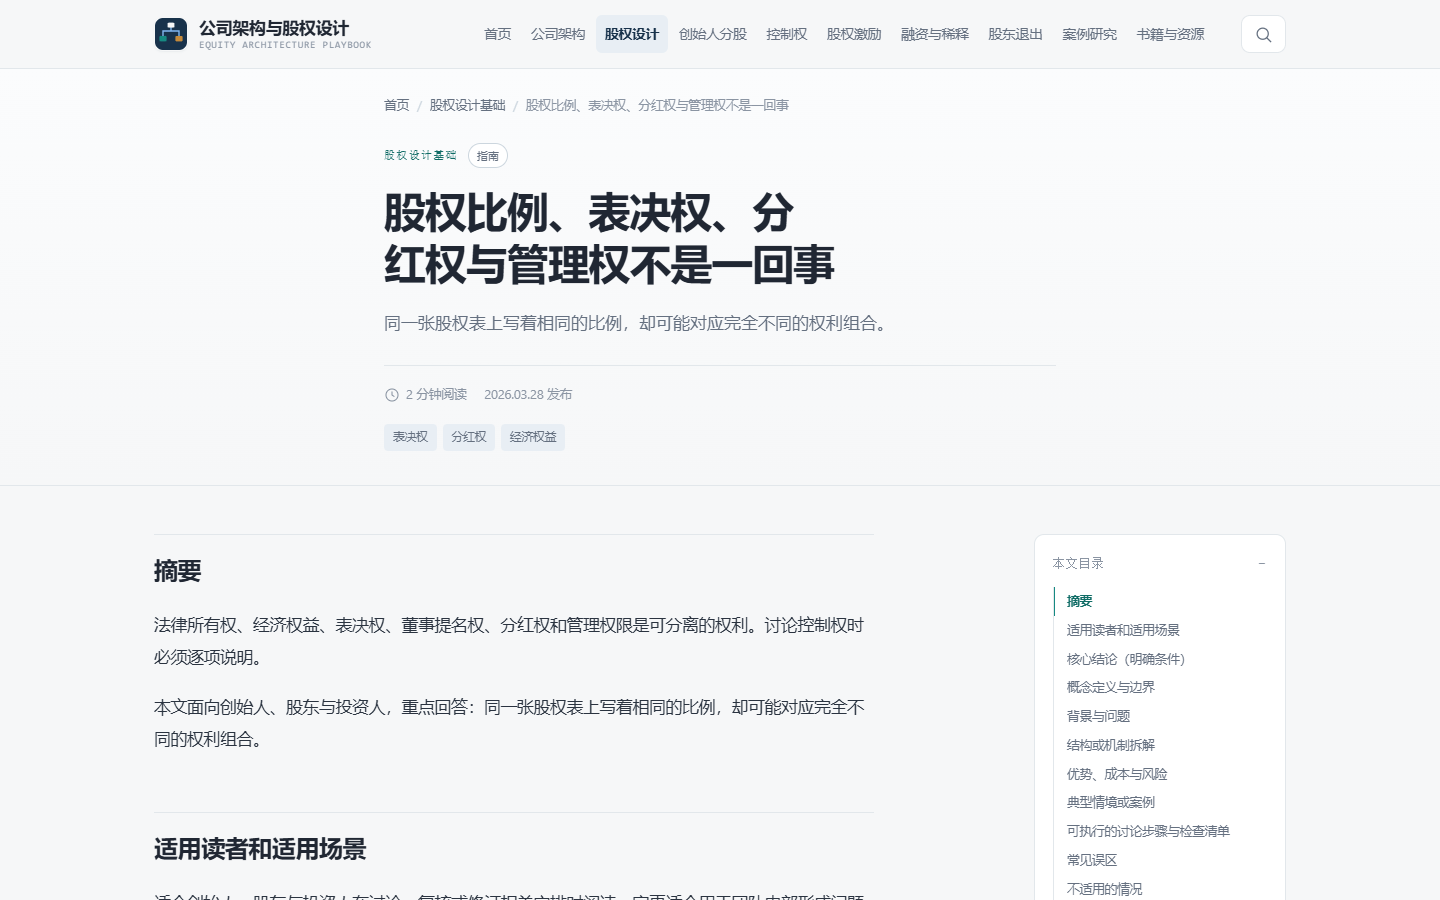 公司架构与股权设计
EQUITY ARCHITECTURE PLAYBOOK
首页 公司架构 股权设计 创始人分股 控制权 股权激励 融资与稀释 股东退出 案例研究 书籍与资源
首页 / 股权设计基础 / 股权比例、表决权、分红权与管理权不是一回事
股权设计基础 指南
股权比例、表决权、分
红权与管理权不是一回事
同一张股权表上写着相同的比例，却可能对应完全不同的权利组合。
2 分钟阅读 2026.03.28 发布
表决权 分红权 经济权益
摘要
法律所有权、经济权益、表决权、董事提名权、分红权和管理权限是可分离的权利。讨论控制权时
必须逐项说明。
本文面向创始人、股东与投资人，重点回答：同一张股权表上写着相同的比例，却可能对应完全不
同的权利组合。
适用读者和适用场景
本文目录 −
摘要
适用读者和适用场景
核心结论（明确条件）
概念定义与边界
背景与问题
结构或机制拆解
优势、成本与风险
典型情境或案例
可执行的讨论步骤与检查清单
常见误区
不适用的情况